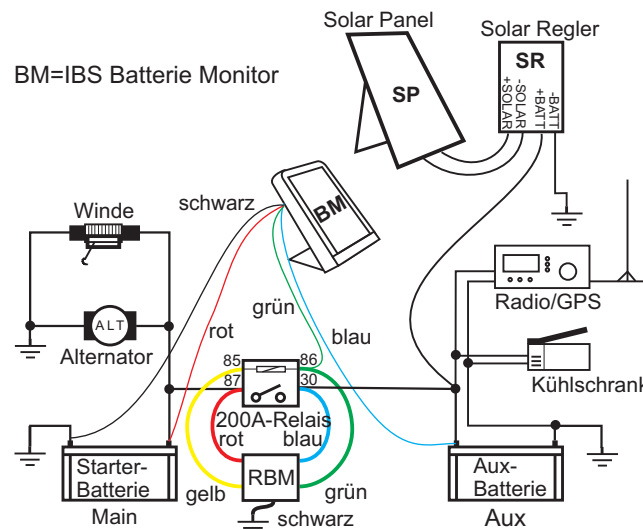 Solar Panel
Solar Regler
BM=IBS Batterie Monitor
SR
+SOLAR
-SOLAR
+BATT
-BATT
SP
BM
schwarz
Winde
grün
blau
Radio/GPS
ALT
Alternator
rot
85
86
87
30
Kühlschrank
200A-Relais
rot
blau
Starter-
Batterie
RBM
Aux-
Batterie
gelb
grün
Main
schwarz
Aux